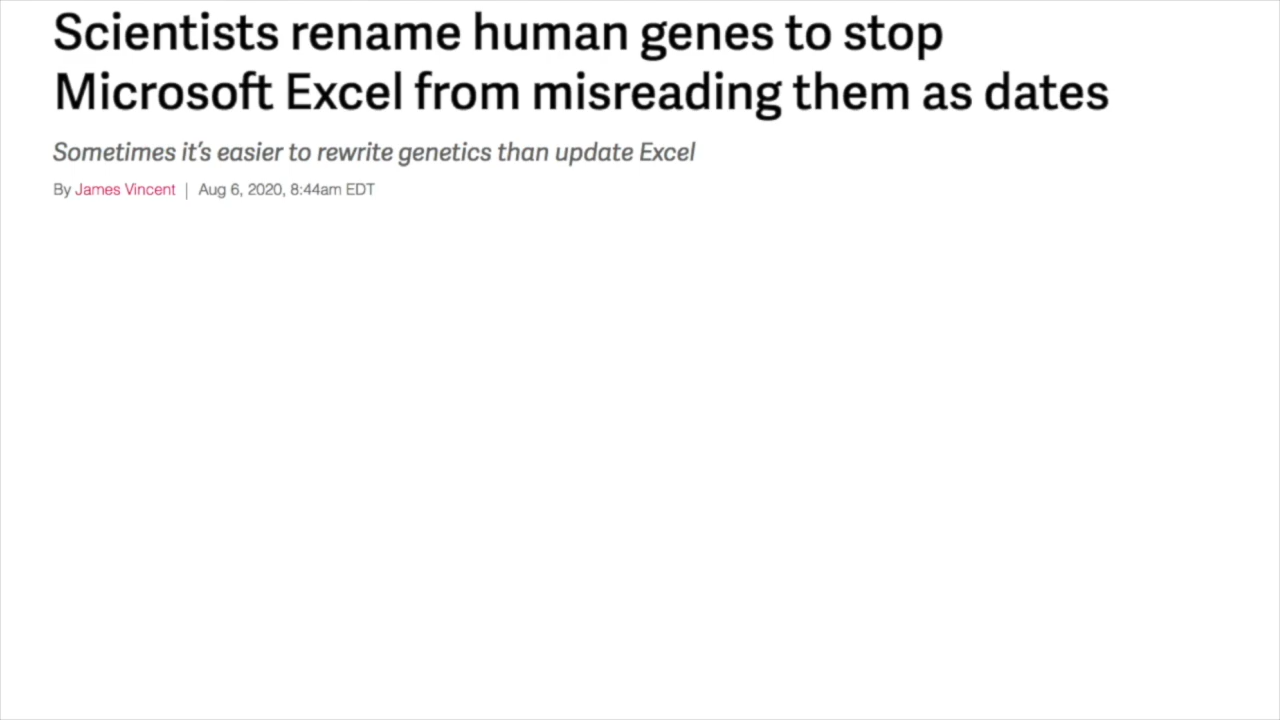 Scientists rename human genes to stop
Microsoft Excel from misreading them as dates
Sometimes it's easier to rewrite genetics than update Excel
By James Vincent | Aug 6, 2020, 8:44am EDT